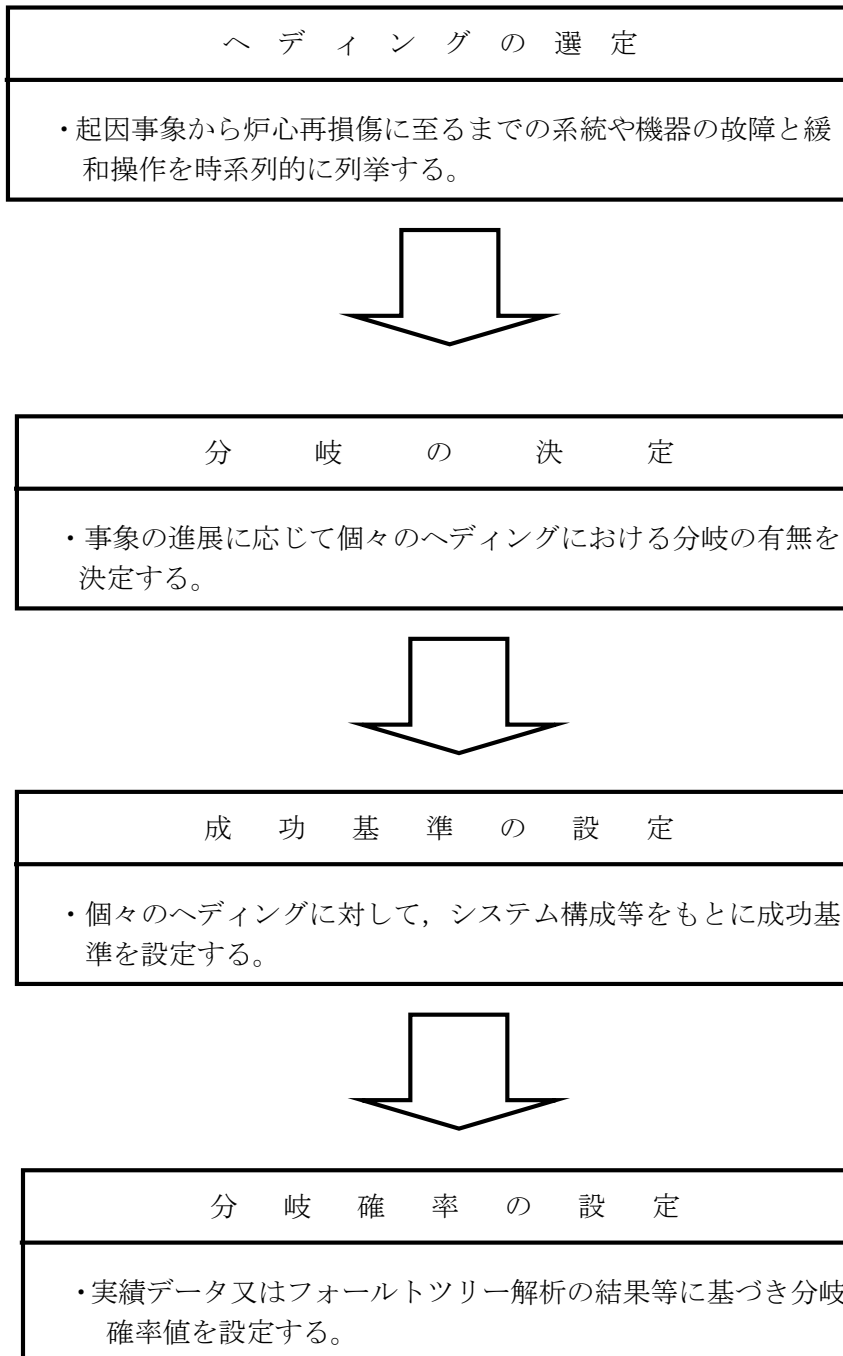 ヘディングの選定
・起因事象から炉心再損傷に至るまでの系統や機器の故障と緩
和操作を時系列的に列挙する。
分岐の決定
・事象の進展に応じて個々のヘディングにおける分岐の有無を
決定する。
成功基準の設定
・個々のヘディングに対して，システム構成等をもとに成功基
準を設定する。
分岐確率の設定
・実績データ又はフォールトツリー解析の結果等に基づき分岐
確率値を設定する。